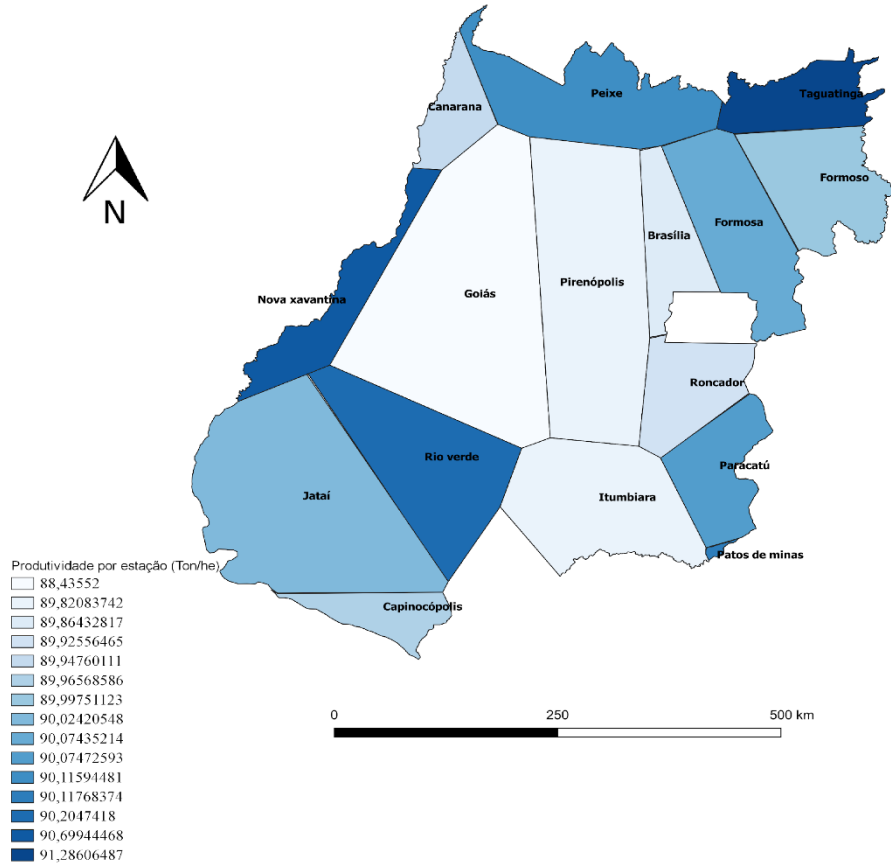 Peixe
Taguatinga
Canarana
Formoso
N
Formosa
Brasília
Pirenópolis
Goiás
Nova xavantina
Roncador
Rio verde
Paracatú
Jataí
Itumbiara
Patos de minas
Capinocópolis
Produtividade por estação (Ton/he)
88,43552
89,82083742
89,86432817
89,92556465
89,94760111
89,96568586
89,99751123
90,02420548
90,07435214
90,07472593
90,11594481
90,11768374
90,2047418
90,69944468
91,28606487
0 250 500 km